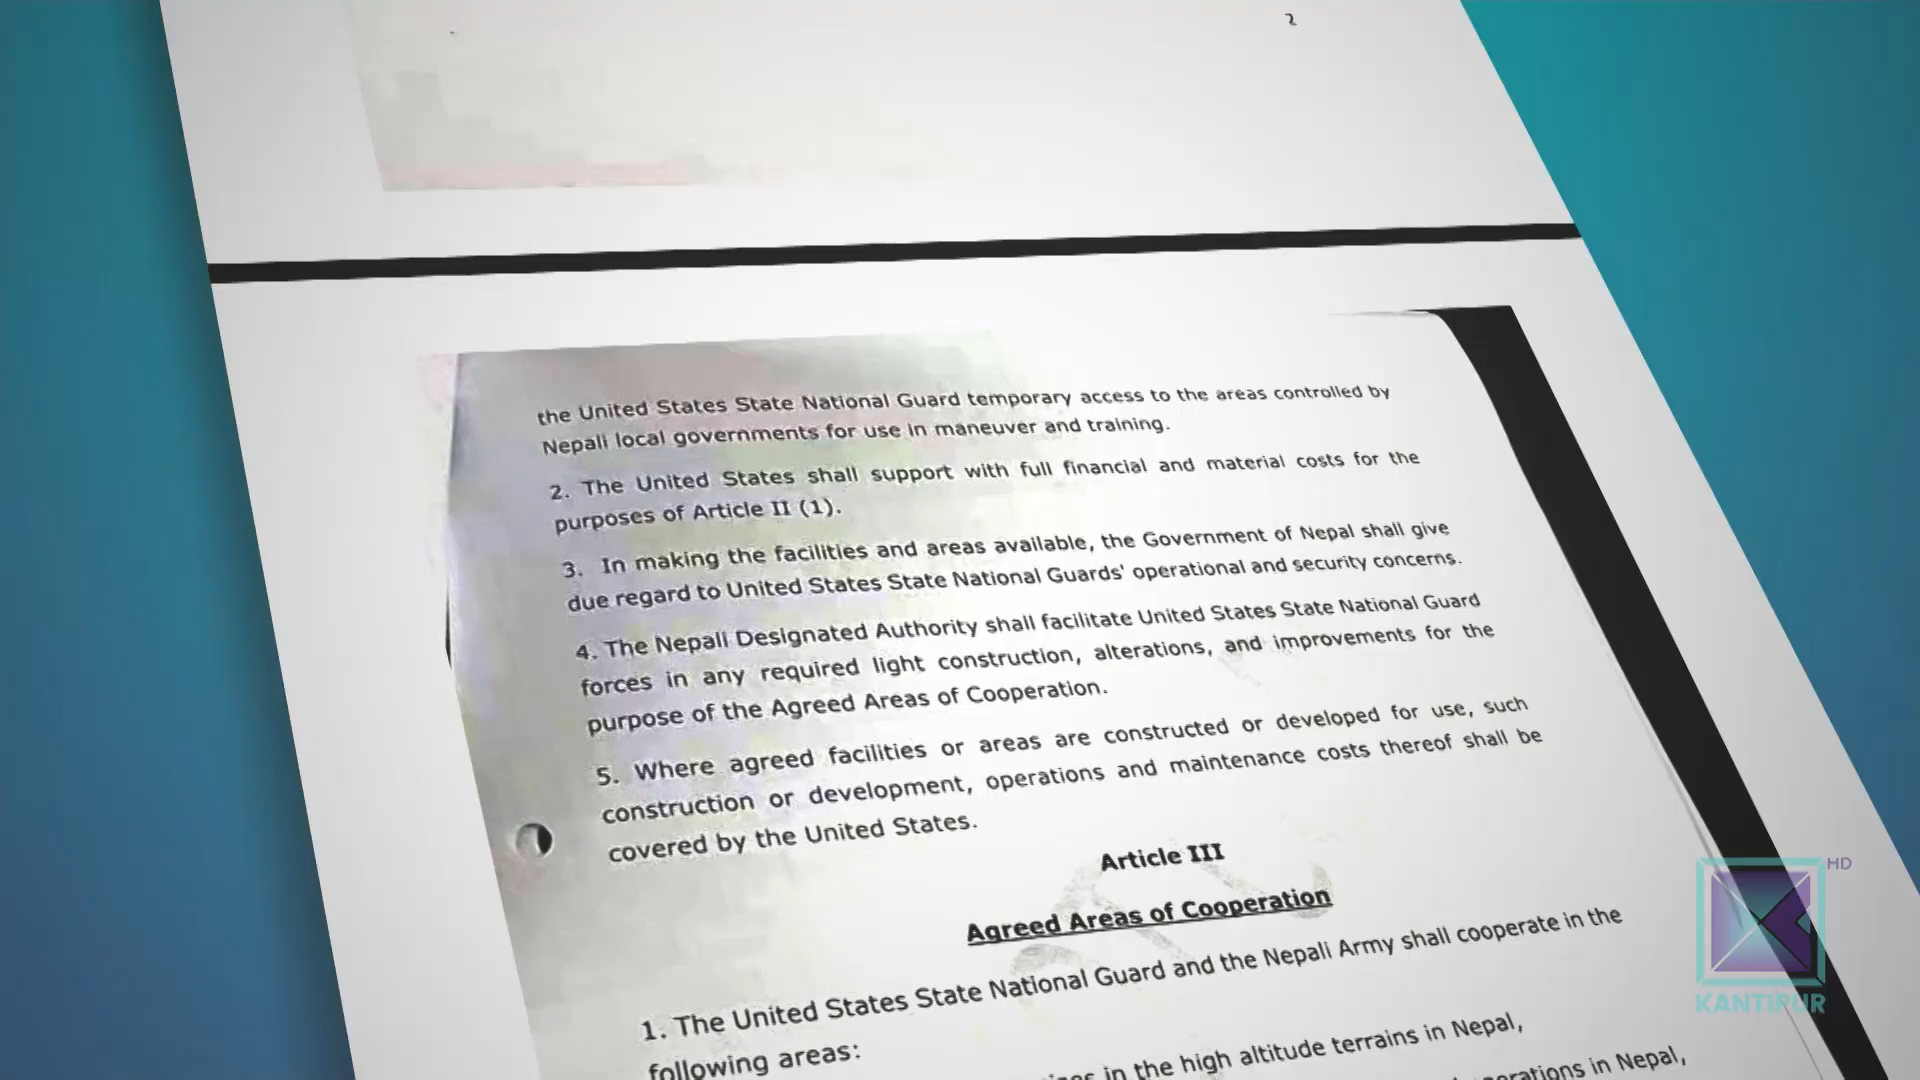 2
the United States State National Guard temporary access to the areas controlled by
Nepali local governments for use in maneuver and training.
2. The United States shall support with full financial and material costs for the
purposes of Article II (1).
3. In making the facilities and areas available, the Government of Nepal shall give
due regard to United States State National Guards' operational and security concerns.
4. The Nepali Designated Authority shall facilitate United States State National Guard
forces in any required light construction, alterations, and improvements for the
purpose of the Agreed Areas of Cooperation.
5. Where agreed facilities or areas are constructed or developed for use, such
construction or development, operations and maintenance costs thereof shall be
covered by the United States.
Article III
Agreed Areas of Cooperation
1. The United States State National Guard and the Nepali Army shall cooperate in the
following areas:
in the high altitude terrains in Nepal,
in Nepal,
HD
KANTIPUR